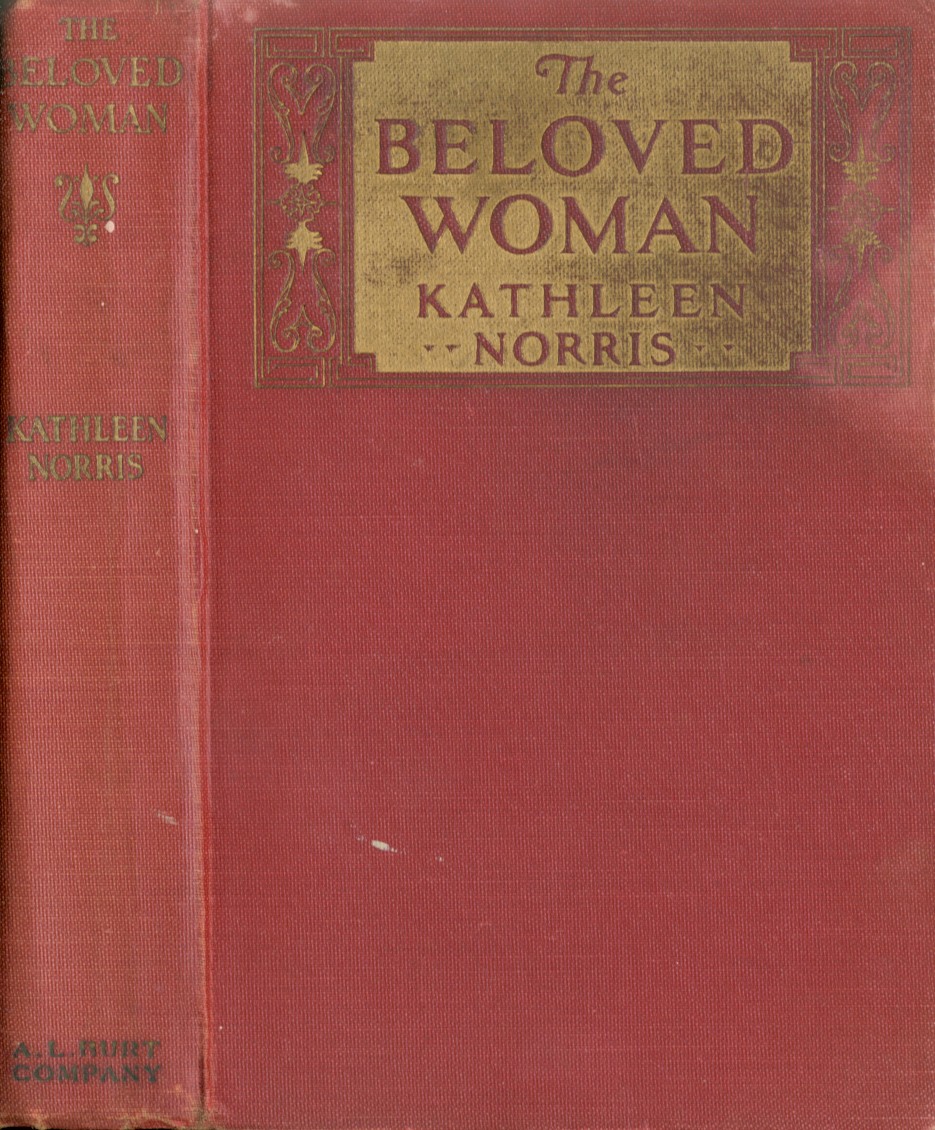 THE
BELOVED
WOMAN
KATHLEEN
NORRIS
A. L. BURT
COMPANY
The
BELOVED
WOMAN
KATHLEEN
NORRIS